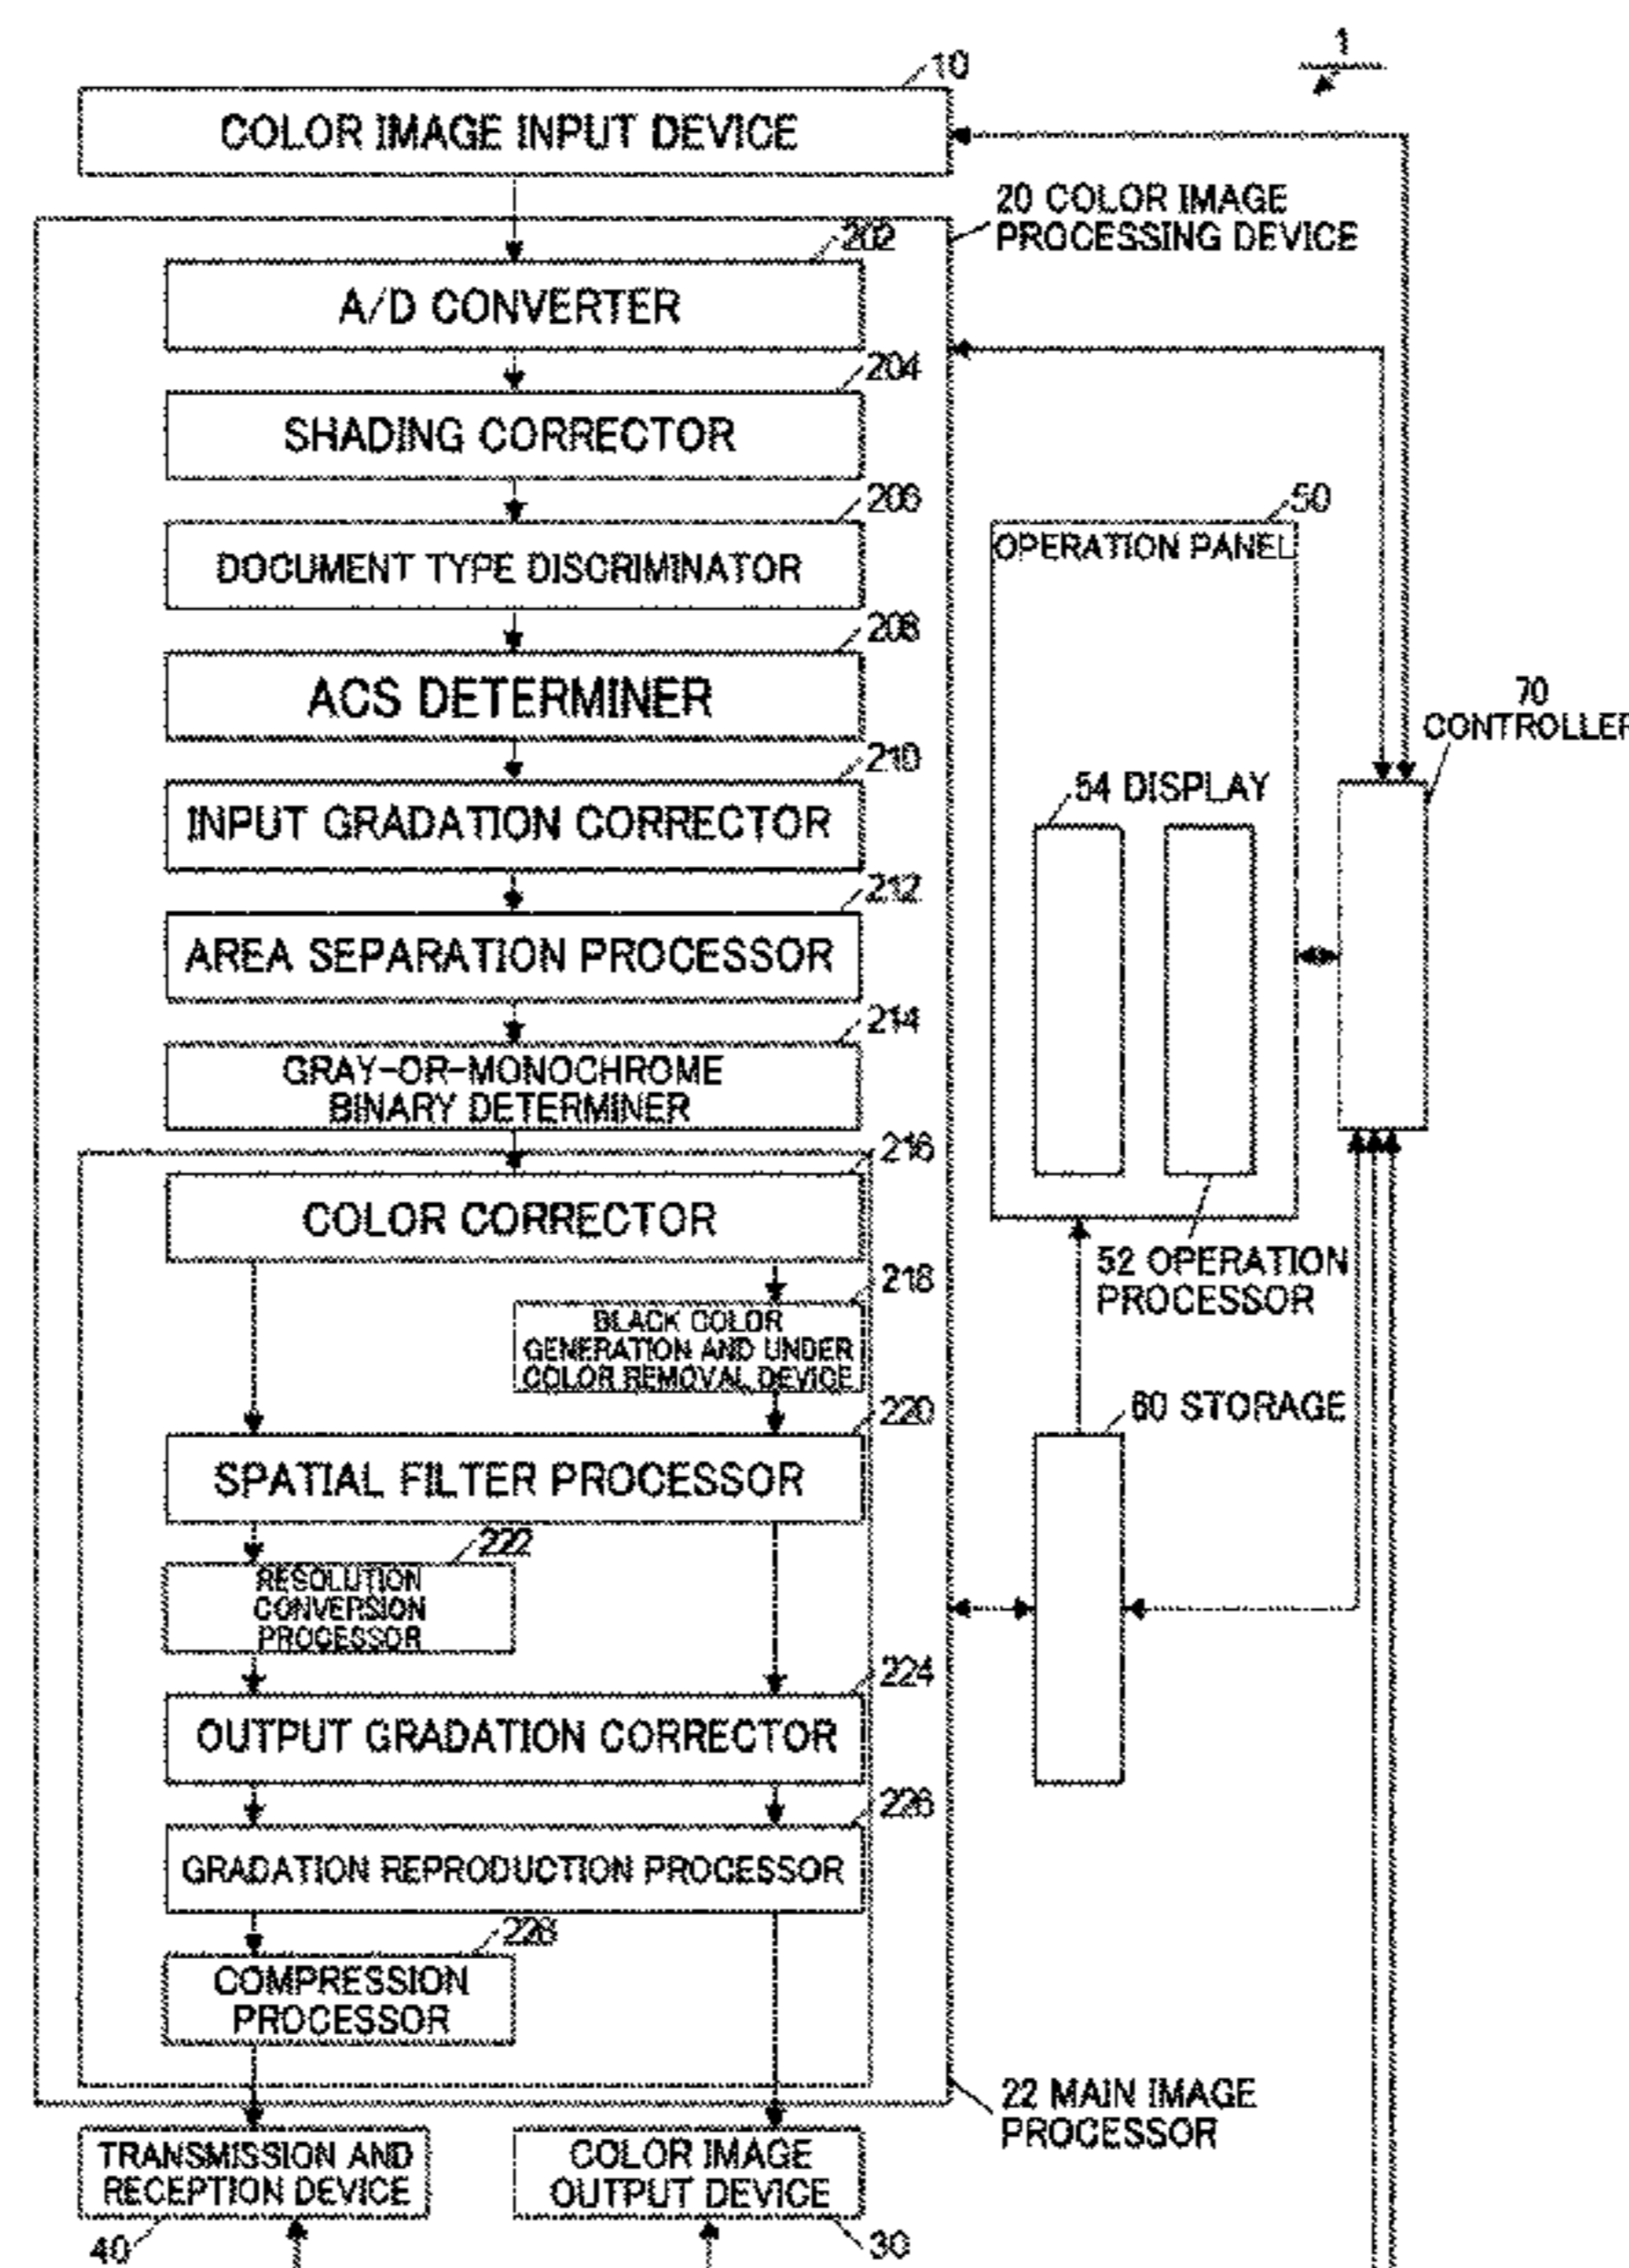 1
10
COLOR IMAGE INPUT DEVICE
20 COLOR IMAGE
PROCESSING DEVICE
202
A/D CONVERTER
204
SHADING CORRECTOR
206
DOCUMENT TYPE DISCRIMINATOR
208
ACS DETERMINER
210
INPUT GRADATION CORRECTOR
212
AREA SEPARATION PROCESSOR
214
GRAY-OR-MONOCHROME
BINARY DETERMINER
216
COLOR CORRECTOR
218
BLACK COLOR
GENERATION AND UNDER
COLOR REMOVAL DEVICE
220
SPATIAL FILTER PROCESSOR
222
RESOLUTION
CONVERSION
PROCESSOR
224
OUTPUT GRADATION CORRECTOR
226
GRADATION REPRODUCTION PROCESSOR
228
COMPRESSION
PROCESSOR
22 MAIN IMAGE
PROCESSOR
TRANSMISSION AND
RECEPTION DEVICE
40
COLOR IMAGE
OUTPUT DEVICE
30
50
OPERATION PANEL
54 DISPLAY
52 OPERATION
PROCESSOR
60 STORAGE
70
CONTROLLER